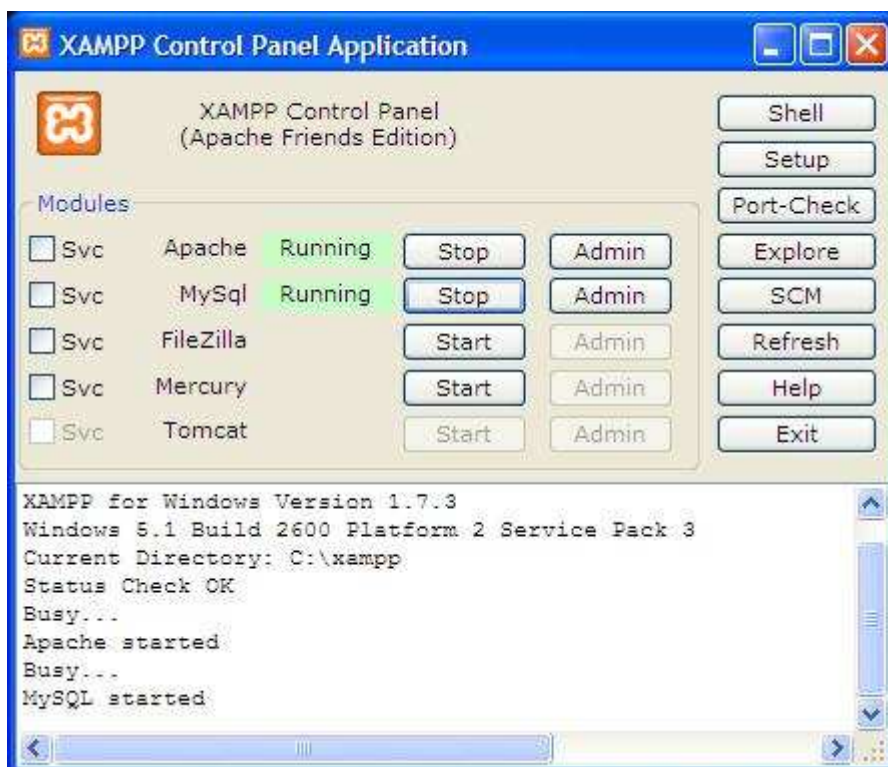 XAMPP Control Panel Application
XAMPP Control Panel
(Apache Friends Edition)
Shell
Setup
Port-Check
Modules
Svc Apache Running Stop Admin Explore
Svc MySql Running Stop Admin SCM
Svc FileZilla Start Admin Refresh
Svc Mercury Start Admin Help
Svc Tomcat Start Admin Exit
XAMPP for Windows Version 1.7.3
Windows 5.1 Build 2600 Platform 2 Service Pack 3
Current Directory: C:\xampp
Status Check OK
Busy...
Apache started
Busy...
MySQL started